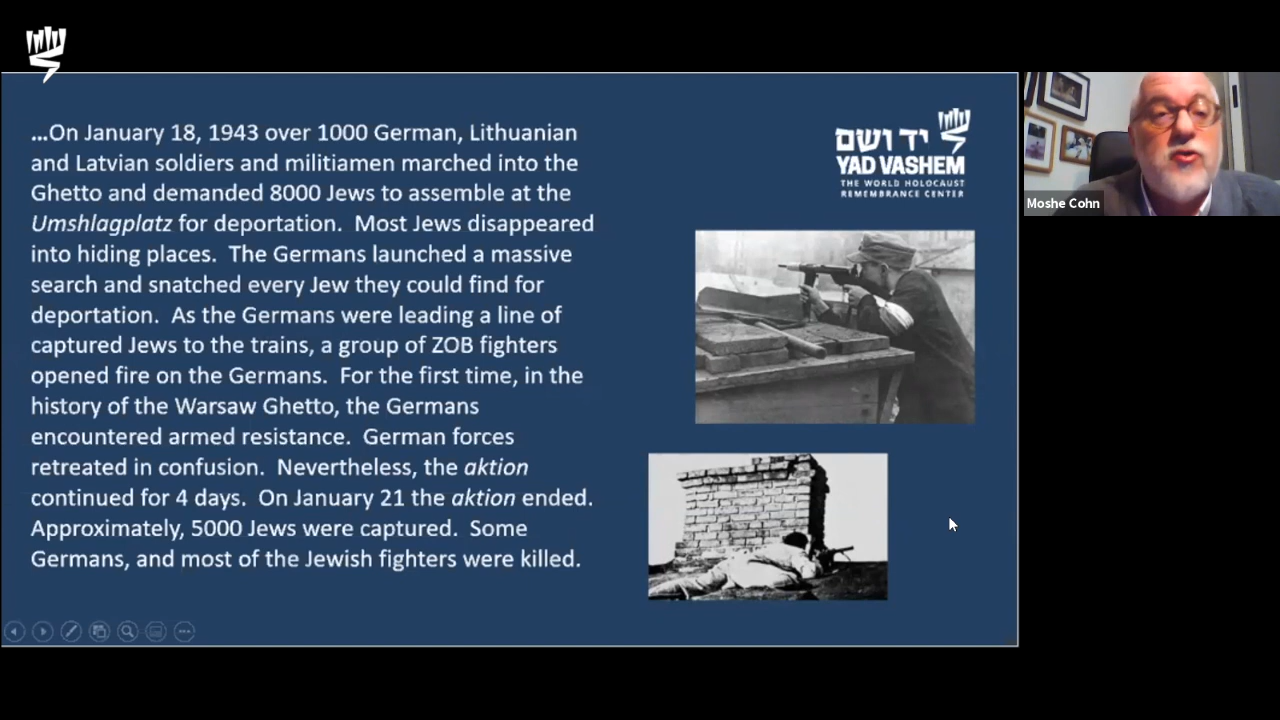 ...On January 18, 1943 over 1000 German, Lithuanian
and Latvian soldiers and militiamen marched into the
Ghetto and demanded 8000 Jews to assemble at the
Umshlagplatz for deportation.  Most Jews disappeared
into hiding places.  The Germans launched a massive
search and snatched every Jew they could find for
deportation.  As the Germans were leading a line of
captured Jews to the trains, a group of ZOB fighters
opened fire on the Germans.  For the first time, in the
history of the Warsaw Ghetto, the Germans
encountered armed resistance.  German forces
retreated in confusion.  Nevertheless, the aktion
continued for 4 days.  On January 21 the aktion ended.
Approximately, 5000 Jews were captured.  Some
Germans, and most of the Jewish fighters were killed.
יד ושם
YAD VASHEM
THE WORLD HOLOCAUST
REMEMBRANCE CENTER
Moshe Cohn